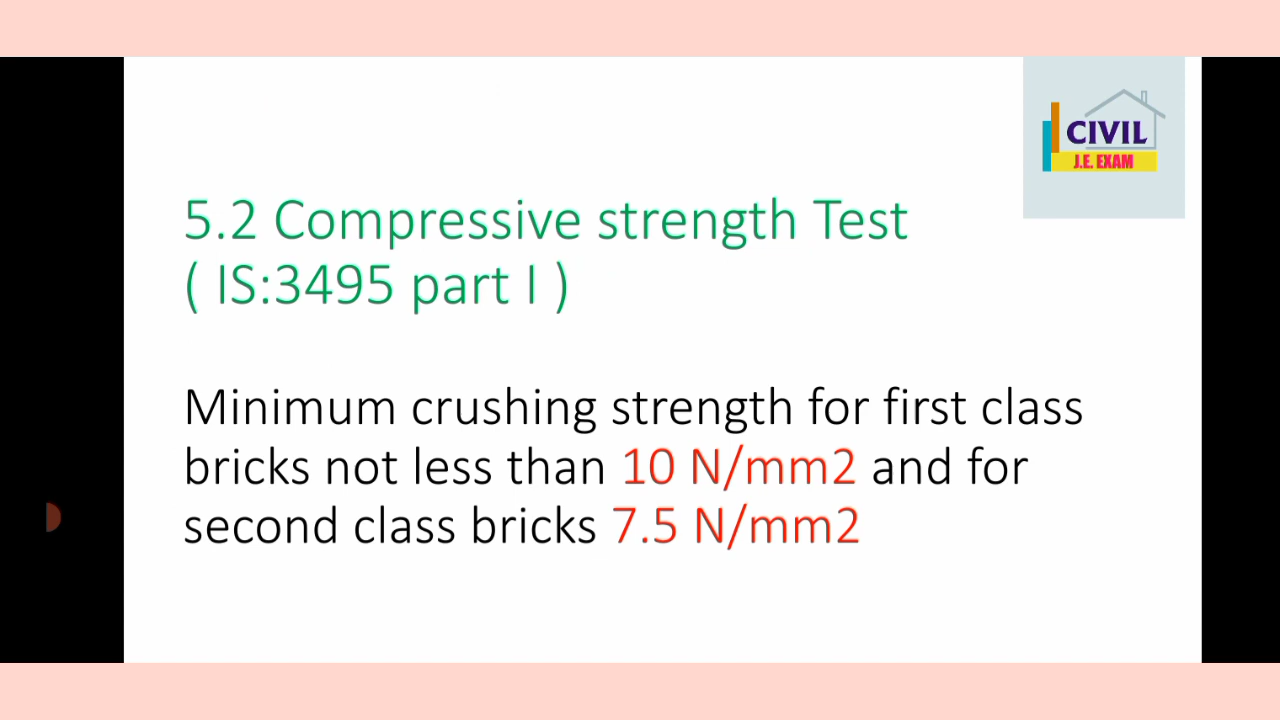 CIVIL
J.E. EXAM
5.2 Compressive strength Test
( IS:3495 part I )
Minimum crushing strength for first class
bricks not less than 10 N/mm2 and for
second class bricks 7.5 N/mm2